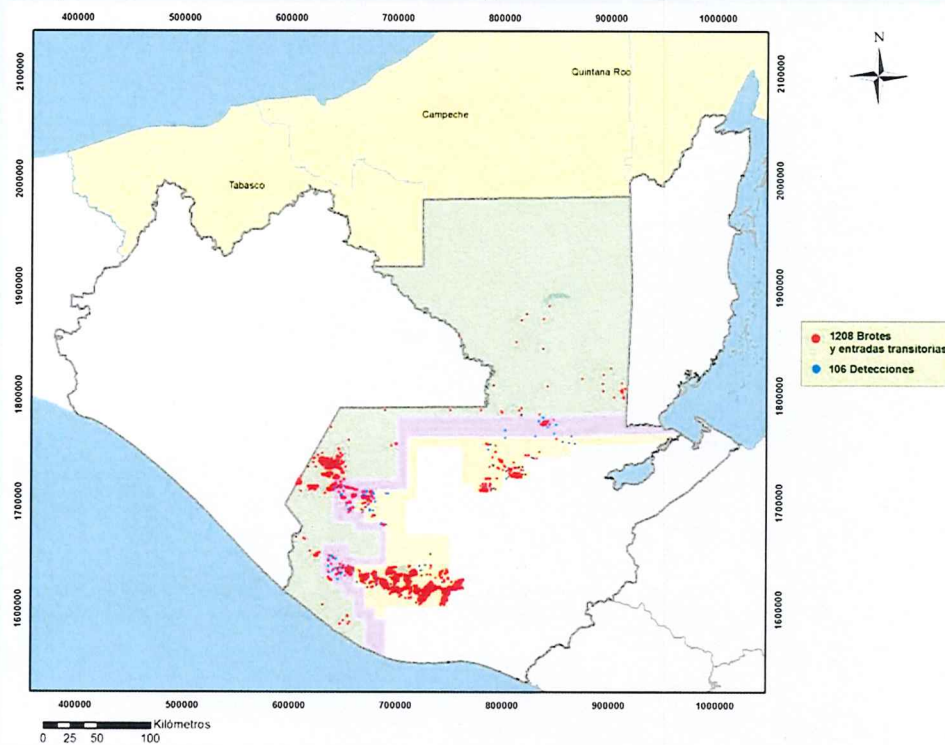 400000 500000 600000 700000 800000 900000 1000000
N
2100000
2100000
Quintana Roo
Campeche
2000000
2000000
Tabasco
1900000
1900000
1208 Brotes
y entradas transitorias
106 Detecciones
1800000
1800000
1700000
1700000
1600000
1600000
400000 500000 600000 700000 800000 900000 1000000
Kilómetros
0 25 50 100